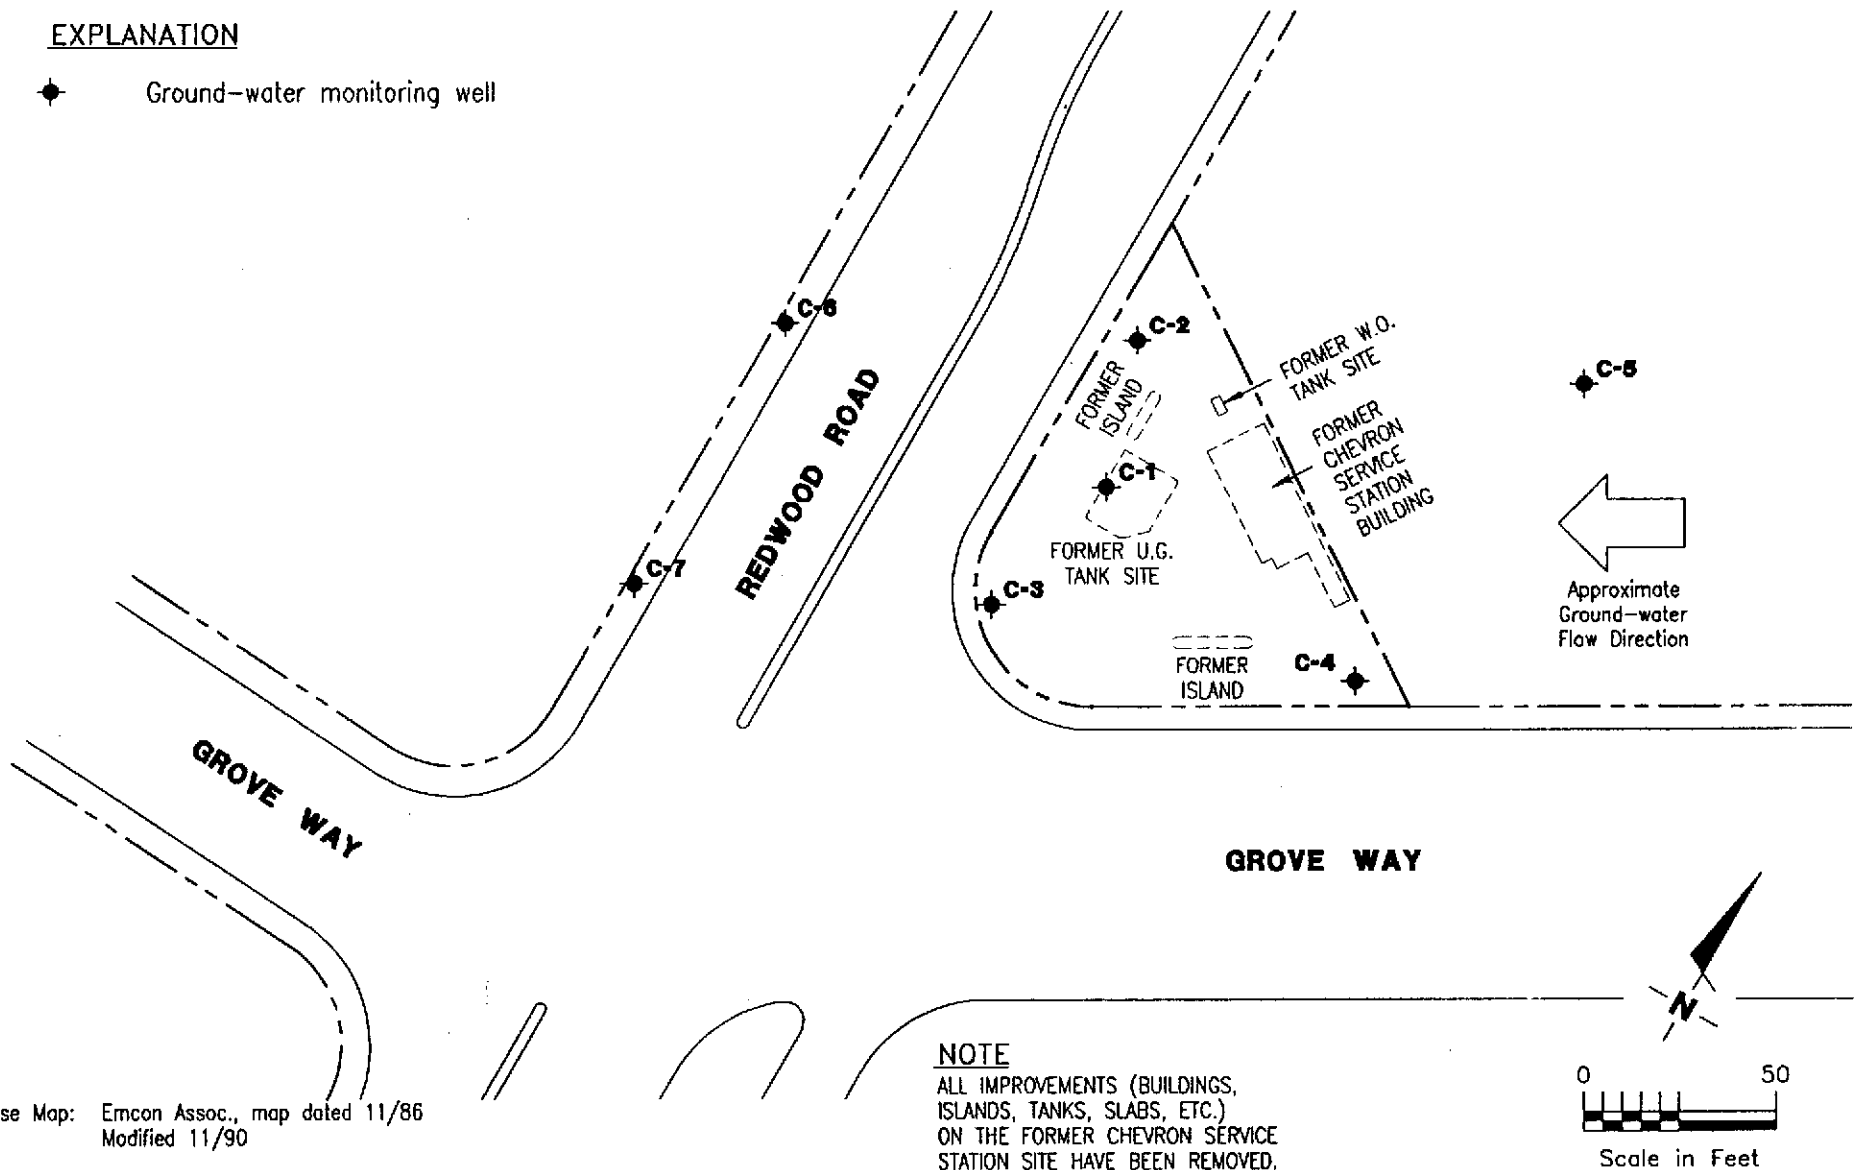 EXPLANATION
Ground-water monitoring well
C-6
C-2
FORMER W.O.
TANK SITE
C-5
FORMER
ISLAND
FORMER
CHEVRON
SERVICE
STATION
BUILDING
REDWOOD ROAD
C-1
FORMER U.G.
TANK SITE
C-7
C-3
Approximate
Ground-water
Flow Direction
FORMER
ISLAND
C-4
GROVE WAY
GROVE WAY
N
NOTE
ALL IMPROVEMENTS (BUILDINGS,
ISLANDS, TANKS, SLABS, ETC.)
ON THE FORMER CHEVRON SERVICE
STATION SITE HAVE BEEN REMOVED.
se Map: Emcon Assoc., map dated 11/86
Modified 11/90
0 50
Scale in Feet